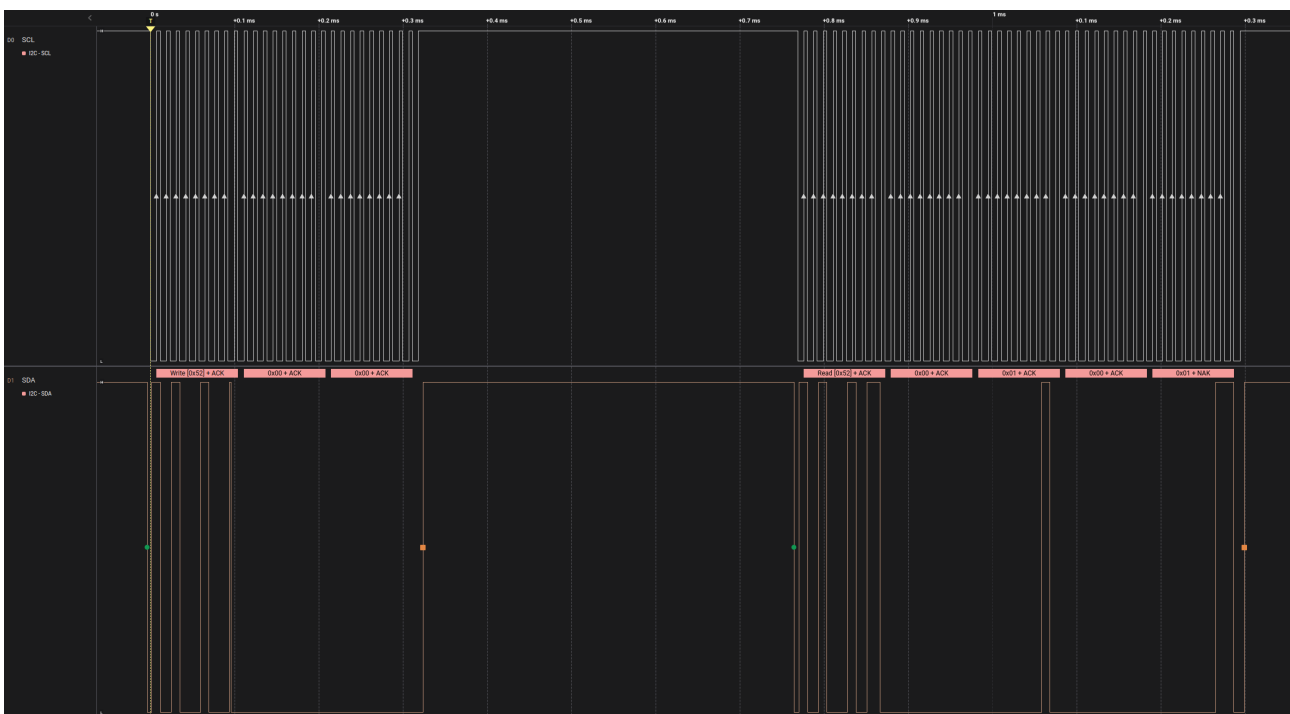 0 s
T
+0.1 ms +0.2 ms +0.3 ms +0.4 ms +0.5 ms +0.6 ms +0.7 ms +0.8 ms +0.9 ms 1 ms +0.1 ms +0.2 ms +0.3 ms
D0 SCL
I2C - SCL
H
L
Write [0x52] + ACK 0x00 + ACK 0x00 + ACK Read [0x52] + ACK 0x00 + ACK 0x01 + ACK 0x00 + ACK 0x01 + NAK
D1 SDA
I2C - SDA
H
L